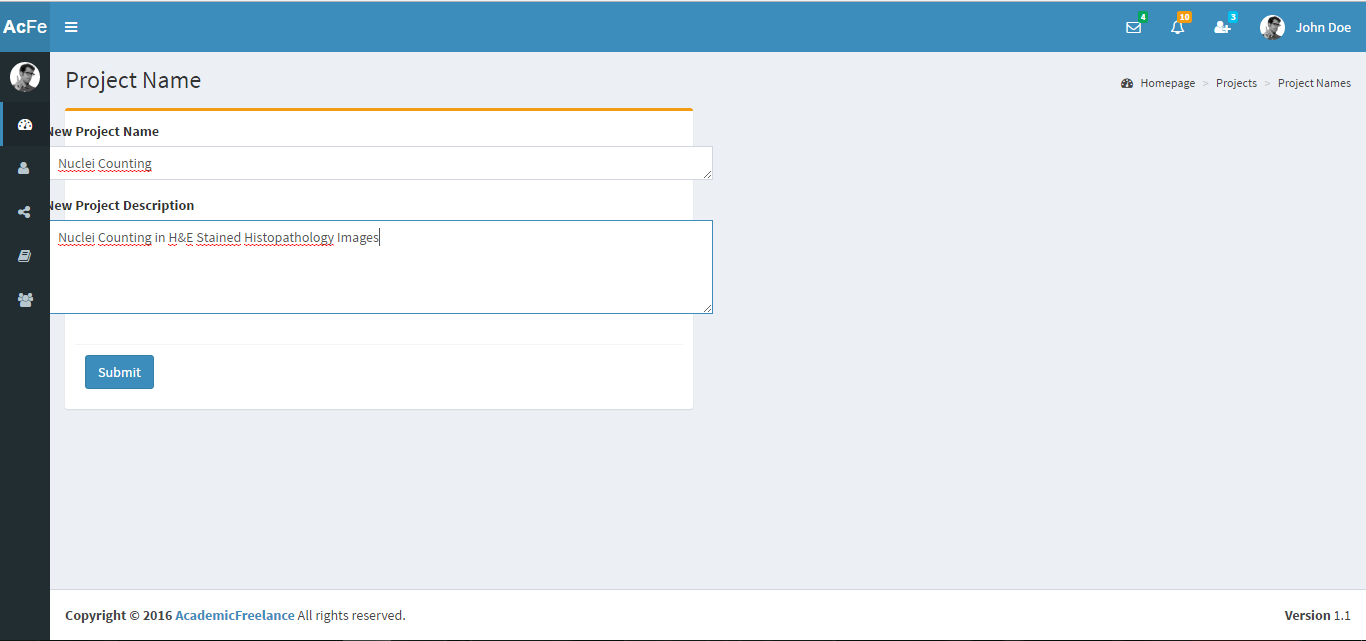 AcFe
4
10
3
John Doe
Project Name
Homepage > Projects > Project Names
New Project Name
Nuclei Counting
New Project Description
Nuclei Counting in H&E Stained Histopathology Images
Submit
Copyright © 2016 AcademicFreelance All rights reserved.
Version 1.1